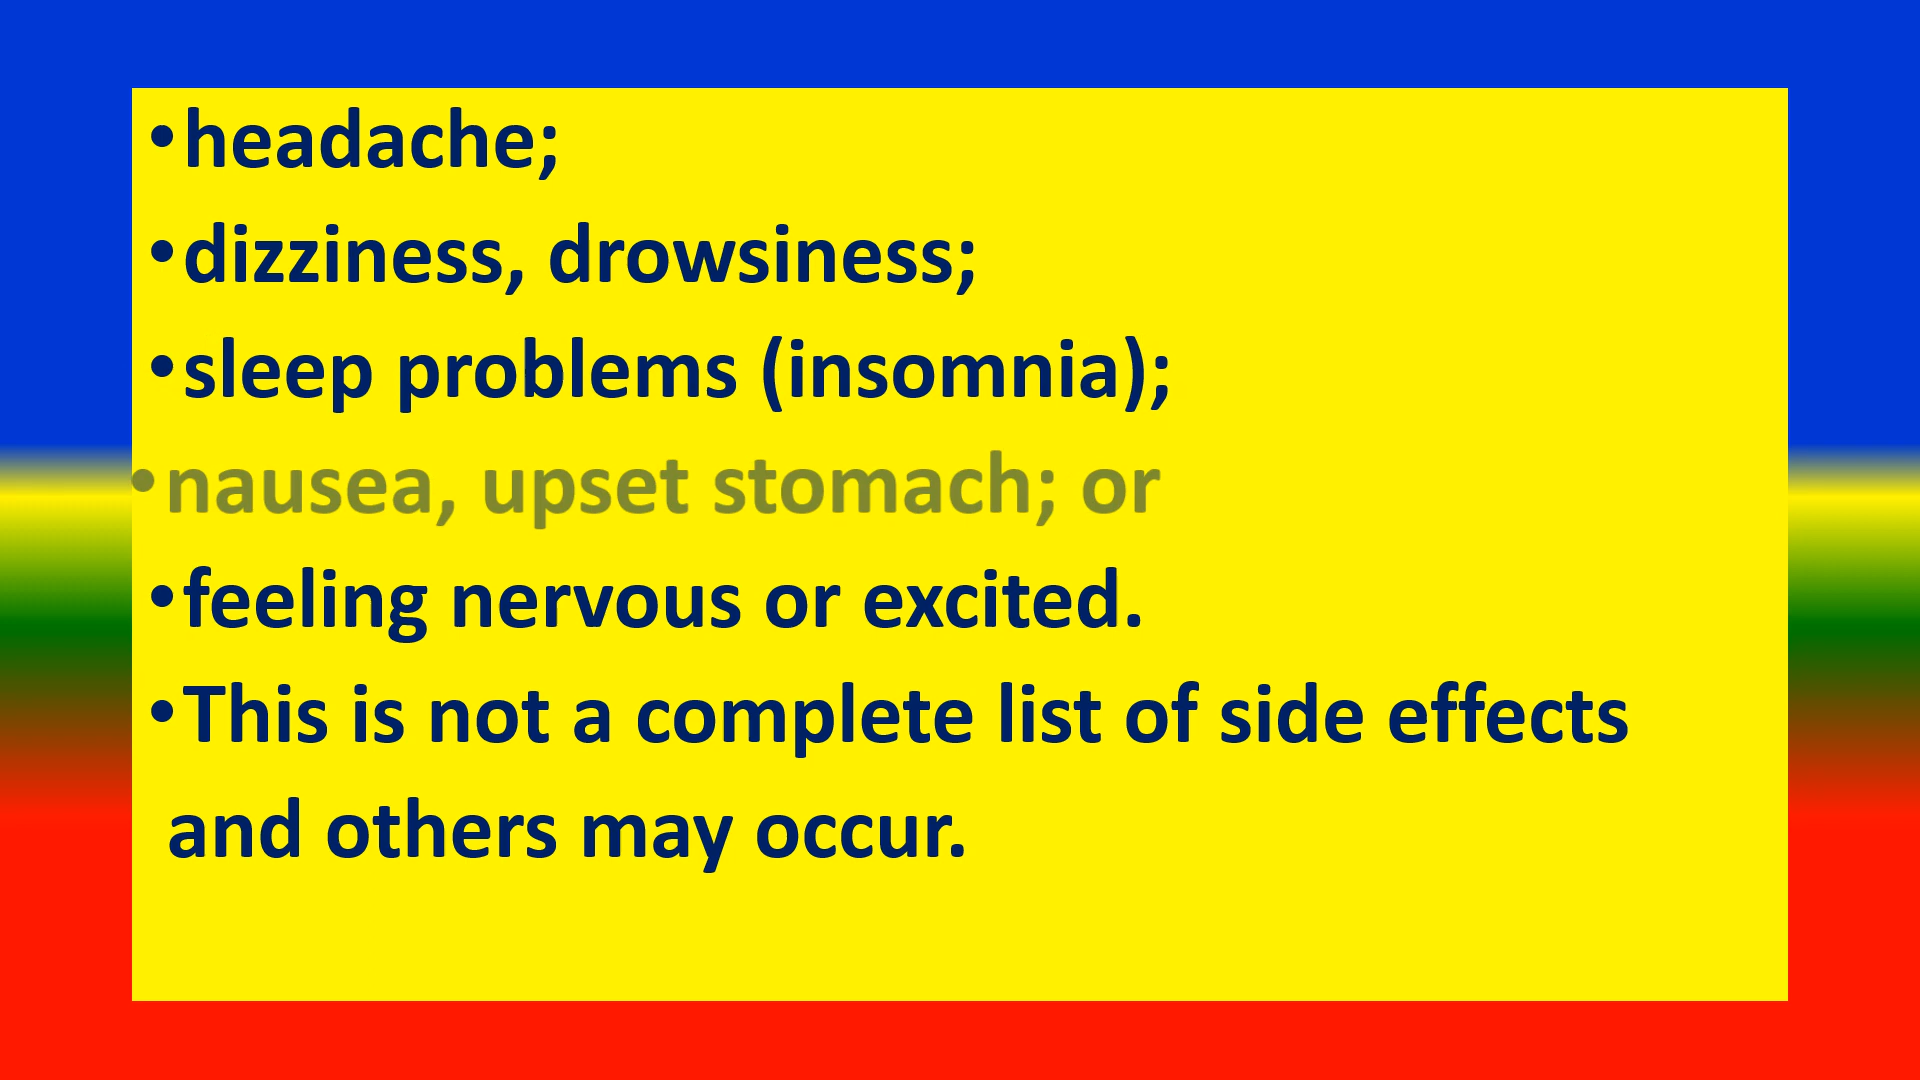 •headache;
•dizziness, drowsiness;
•sleep problems (insomnia);
•nausea, upset stomach; or
•feeling nervous or excited.
•This is not a complete list of side effects
and others may occur.